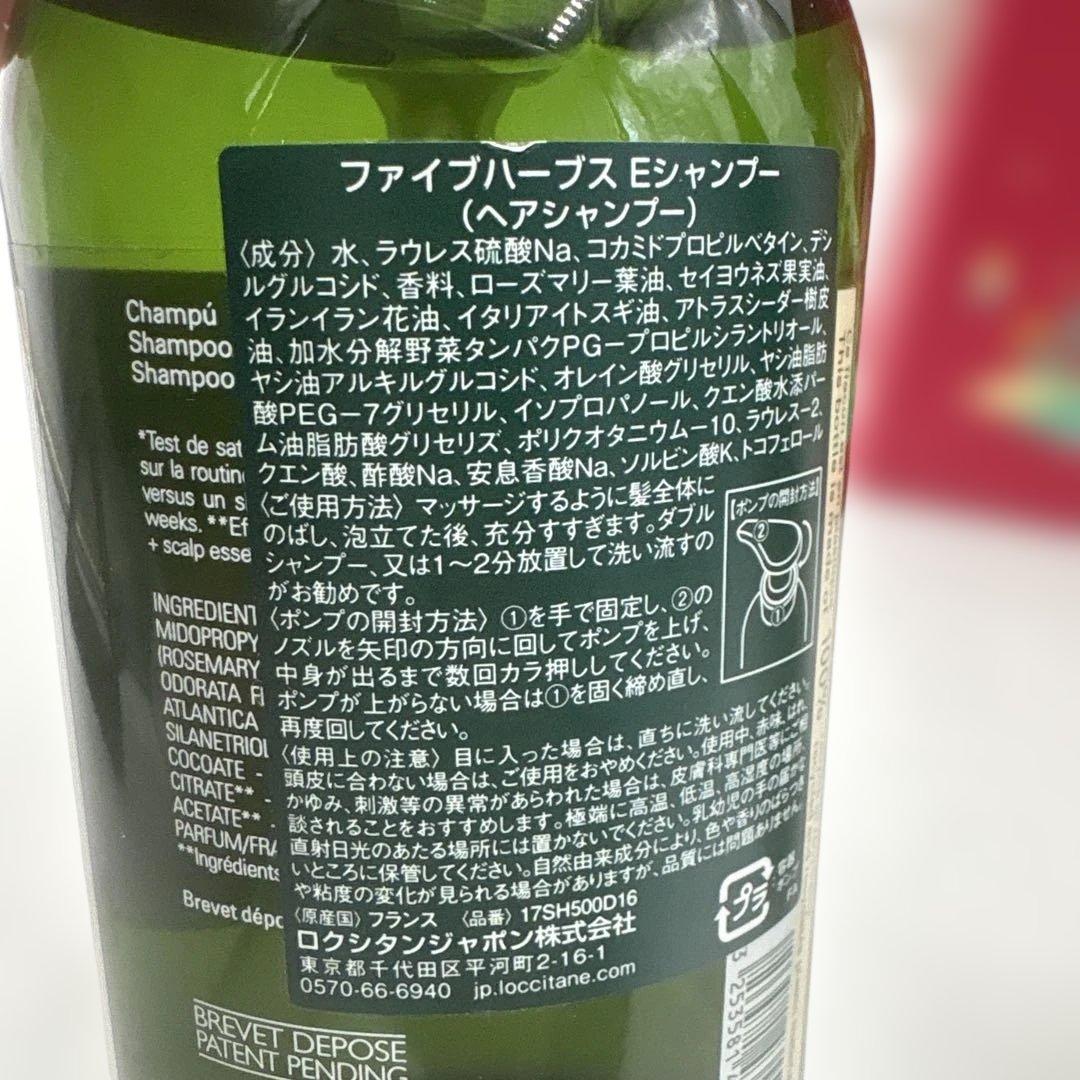 ファイブハーブス Eシャンプー
(ヘアシャンプー)
〈成分〉水、ラウレス硫酸Na、コカミドプロピルベタイン、デシ
ルグルコシド、香料、ローズマリー葉油、セイヨウネズ果実油、
イランイラン花油、イタリアイトスギ油、アトラスシーダー樹皮
油、加水分解野菜タンパクPGープロピルシラントリオール、
ヤシ油アルキルグルコシド、オレイン酸グリセリル、ヤシ油脂肪
酸PEGー7グリセリル、イソプロパノール、クエン酸水添パー
ム油脂肪酸グリセリズ、ポリクオタニウムー10、ラウレスー2、
クエン酸、酢酸Na、安息香酸Na、ソルビン酸K、トコフェロール
〈ご使用方法〉マッサージするように髪全体に
のばし、泡立てた後、充分すすぎます。ダブル
シャンプー、又は1〜2分放置して洗い流すの
がお勧めです。
〈ポンプの開封方法〉①を手で固定し、②の
ノズルを矢印の方向に回してポンプを上げ、
中身が出るまで数回カラ押ししてください。
ポンプが上がらない場合は①を固く締め直し、
再度回してください。
【ポンプの開封方法】
②
①
〈使用上の注意〉目に入った場合は、直ちに洗い流してください。
頭皮に合わない場合は、ご使用をおやめください。使用中、赤味、はれ、
かゆみ、刺激等の異常があらわれた場合は、皮膚科専門医等にご相
談されることをおすすめします。極端に高温、低温、高湿度の場所、
直射日光のあたる場所には置かないでください。乳幼児の手の届かな
いところに保管してください。自然由来成分により、色や香りのばらつき
や粘度の変化が見られる場合がありますが、品質には問題ありません。
〈原産国〉フランス 〈品番〉17SH500D16
ロクシタンジャポン株式会社
東京都千代田区平河町2-16-1
0570-66-6940 jp.loccitane.com
プラ
容器
Champú
Shampoo
Shampoo
*Test de sat
sur la routin
versus un s
weeks. **Ef
+ scalp esse
INGREDIENT
MIDOPROPY
(ROSEMARY
ODORATA F
ATLANTICA
SILANETRIOL
COCOATE -
CITRATE** -
ACETATE** -
PARFUM/FRA
**Ingrédients
Brevet dépo
BREVET DEPOSE
PATENT PENDING
This bottle is made of 100%
3 253581